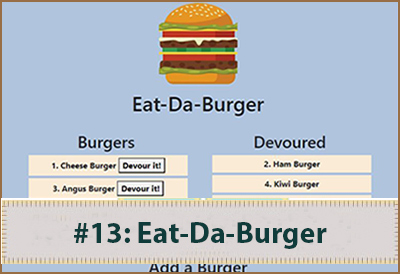 Eat-Da-Burger
Burgers
Devoured
1. Cheese Burger Devour it!
2. Ham Burger
3. Angus Burger Devour it!
4. Kiwi Burger
#13: Eat-Da-Burger
Add a Burger